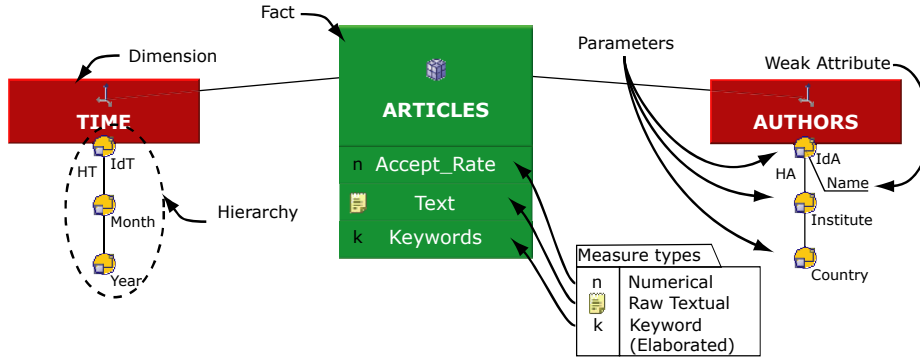 Fact
Dimension
Parameters
Weak Attribute
TIME
ARTICLES
AUTHORS
HT
IdT
Month
Year
Hierarchy
n Accept_Rate
Text
k Keywords
IdA
HA
Name
Institute
Country
Measure types
n Numerical
Raw Textual
k Keyword
(Elaborated)